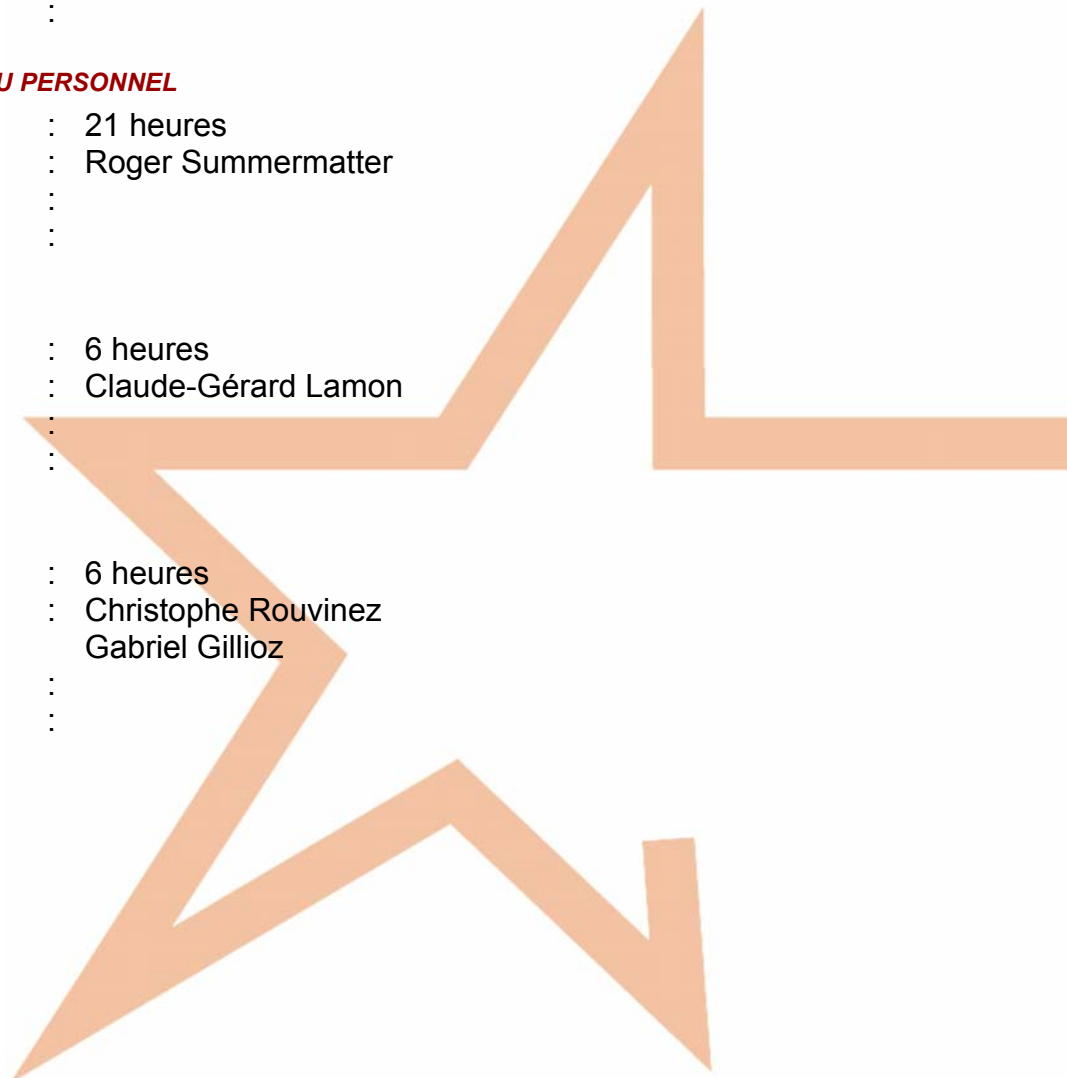 :
U PERSONNEL
: 21 heures
: Roger Summermatter
:
:
: 6 heures
: Claude-Gérard Lamon
:
:
: 6 heures
: Christophe Rouvinez
Gabriel Gillioz
:
: